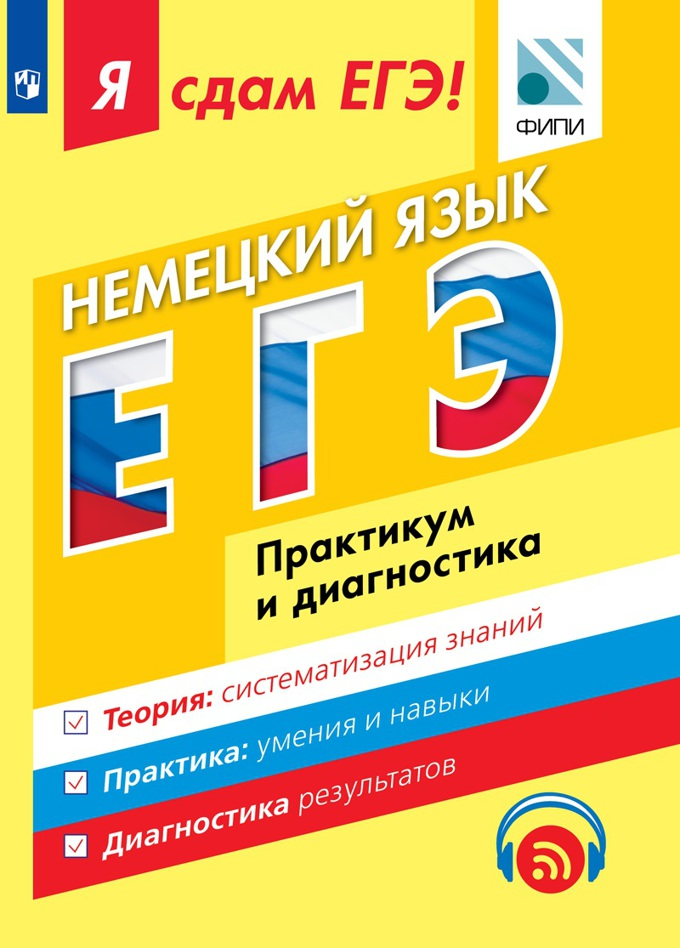 Я сдам ЕГЭ!
ФИПИ
НЕМЕЦКИЙ ЯЗЫК
ЕГЭ
Практикум
и диагностика
Теория: систематизация знаний
Практика: умения и навыки
Диагностика результатов